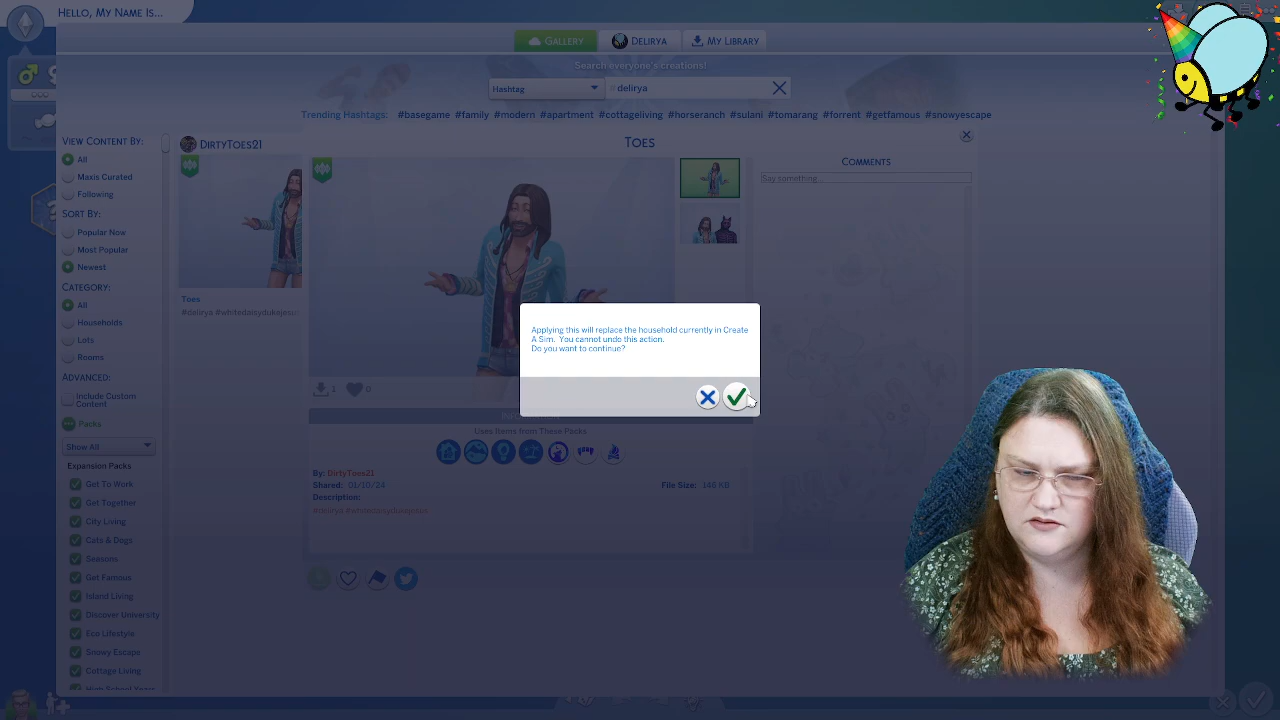 Hello, My Name Is...
Gallery
Delirya
My Library
Search everyone's creations!
Hashtag
delirya
Trending Hashtags: #basegame #family #modern #apartment #cottageliving #horseranch #sulani #tomarang #forrent #getfamous #snowyescape
View Content By:
All
Maxis Curated
Following
Sort By:
Popular Now
Most Popular
Newest
Category:
All
Households
Lots
Rooms
Advanced:
Include Custom
Content
Packs
Show All
Expansion Packs
Get To Work
Get Together
City Living
Cats & Dogs
Seasons
Get Famous
Island Living
Discover University
Eco Lifestyle
Snowy Escape
Cottage Living
High School Years
DirtyToes21
Toes
Toes
Comments
Say something...
Applying this will replace the household currently in Create
A Sim. You cannot undo this action.
Do you want to continue?
1
0
Uses Items from These Packs
By: DirtyToes21
Shared: 01/10/24
File Size: 146 KB
Description: